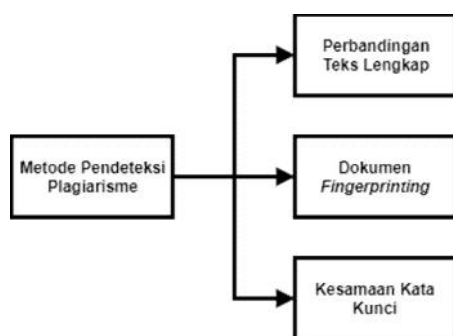 Perbandingan
Teks Lengkap
Metode Pendeteksi
Plagiarisme
Dokumen
Fingerprinting
Kesamaan Kata
Kunci